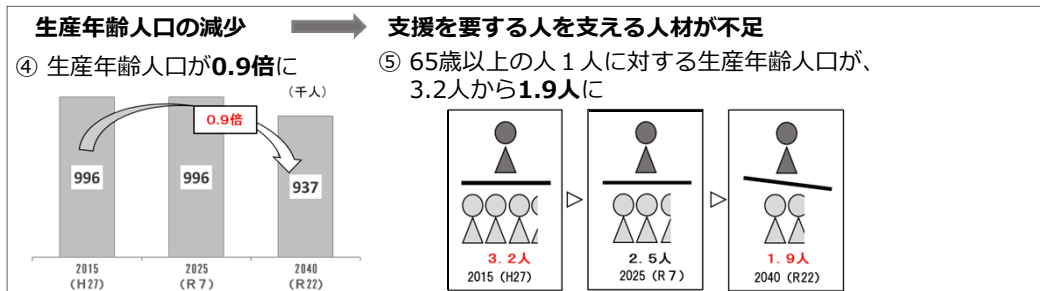 生産年齢人口の減少
支援を要する人を支える人材が不足
④ 生産年齢人口が0.9倍に
（千人）
0.9倍
996
996
937
2015
(H27)
2025
(R7)
2040
(R22)
⑤ 65歳以上の人１人に対する生産年齢人口が、
3.2人から1.9人に
3.2人
2015 (H27)
2.5人
2025 (R7)
1.9人
2040 (R22)